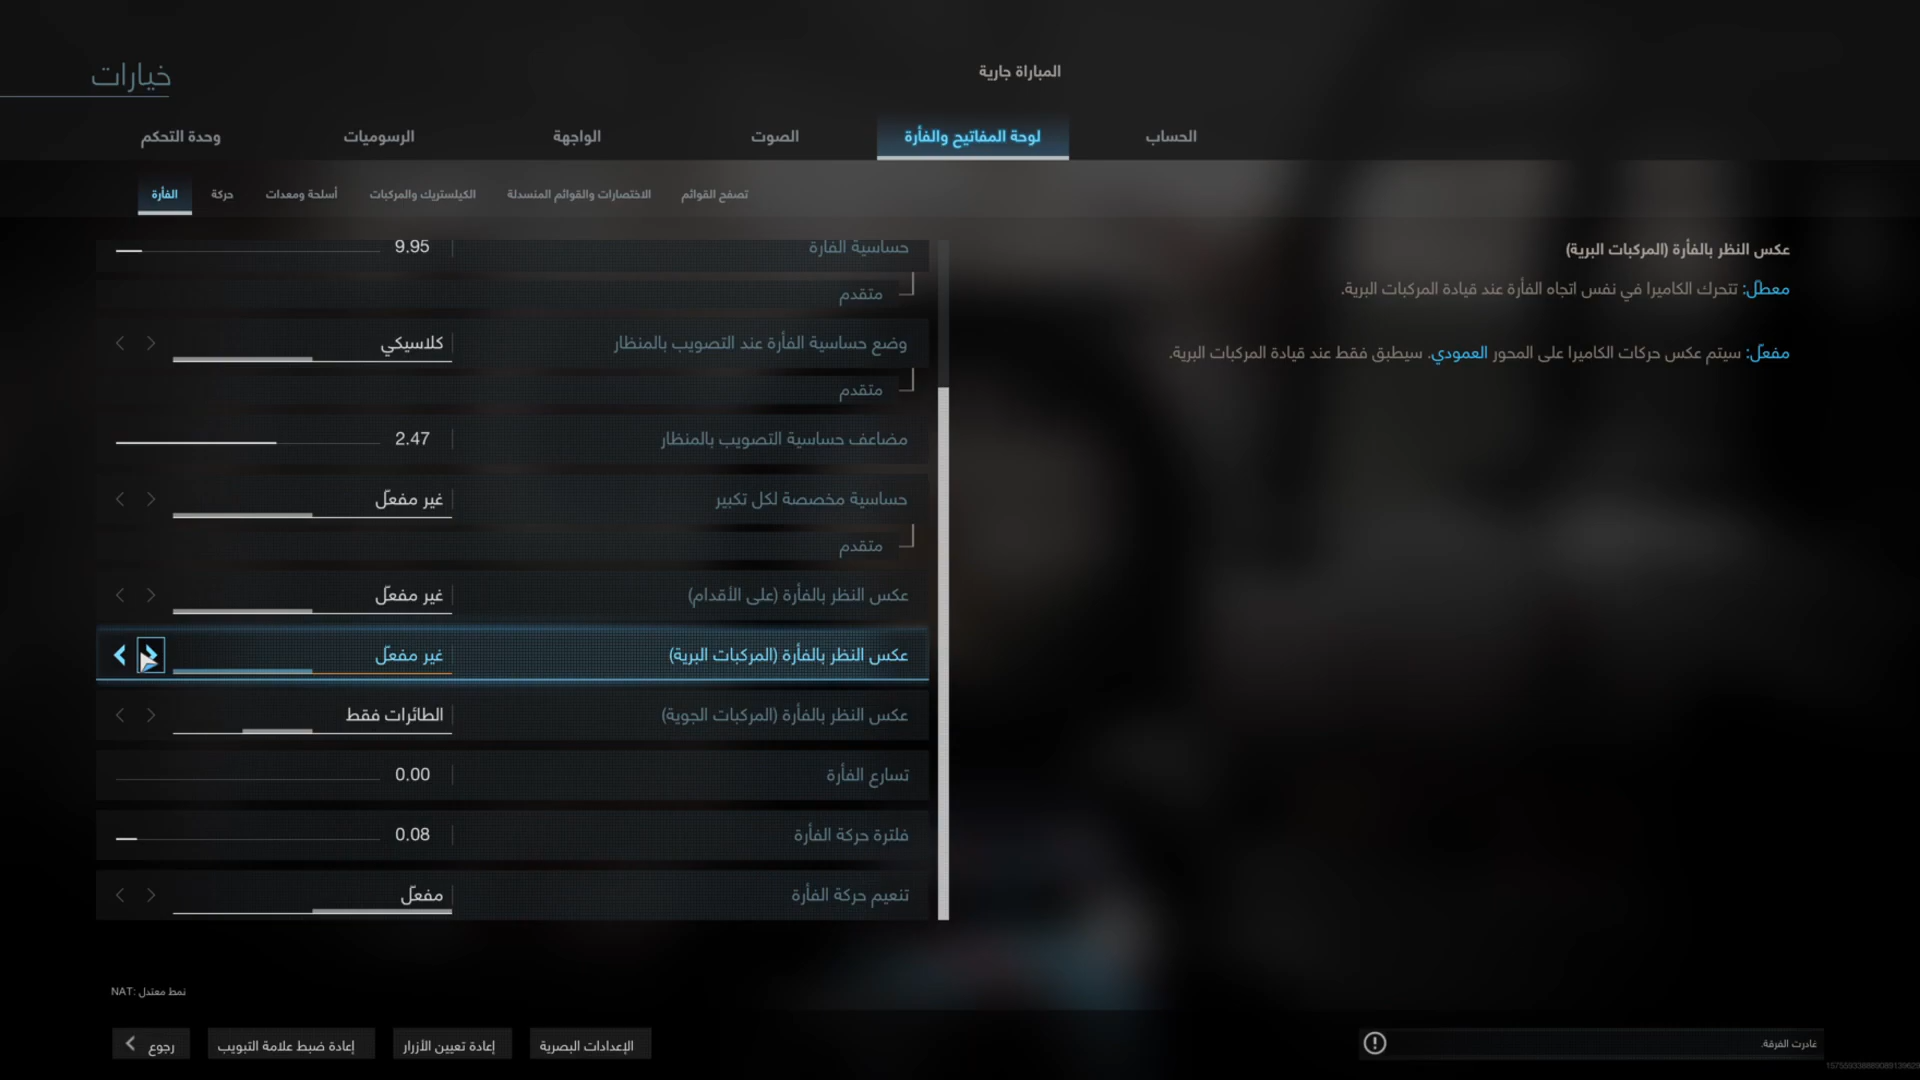 خيارات
المباراة جارية
وحدة التحكم
الرسوميات
الواجهة
الصوت
لوحة المفاتيح والفأرة
الحساب
الفأرة
حركة
أسلحة ومعدات
الكيلستريك والمركبات
الاختصارات والقوائم المنسدلة
تصفح القوائم
حساسية الفأرة 9.95
متقدم
وضع حساسية الفأرة عند التصويب بالمنظار كلاسيكي
متقدم
مضاعف حساسية التصويب بالمنظار 2.47
حساسية مخصصة لكل تكبير غير مفعّل
متقدم
عكس النظر بالفأرة (على الأقدام) غير مفعّل
عكس النظر بالفأرة (المركبات البرية) غير مفعّل
عكس النظر بالفأرة (المركبات الجوية) الطائرات فقط
تسارع الفأرة 0.00
فلترة حركة الفأرة 0.08
تنعيم حركة الفأرة مفعّل
عكس النظر بالفأرة (المركبات البرية)
معطل: تتحرك الكاميرا في نفس اتجاه الفأرة عند قيادة المركبات البرية.
مفعّل: سيتم عكس حركات الكاميرا على المحور العمودي. سيطبق فقط عند قيادة المركبات البرية.
نمط معتدل :NAT
رجوع
إعادة ضبط علامة التبويب
إعادة تعيين الأزرار
الإعدادات البصرية
غادرت الفرقة.